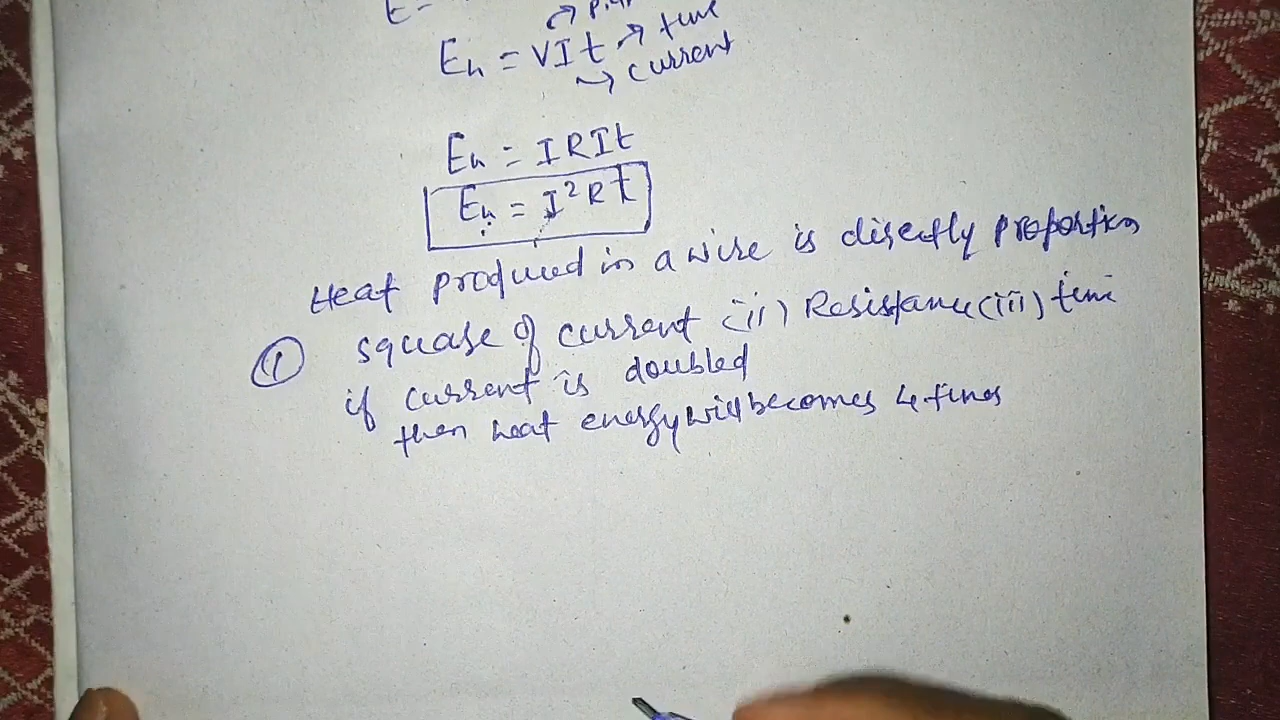 E =
→ P.d
Eₕ = VIt → time
→ current
Eₕ = IRIt
Eₕ = I²Rt
Heat produced in a wire is directly proportion
① square of current (ii) Resistance (iii) time
if current is doubled
then heat energy will becomes 4 times